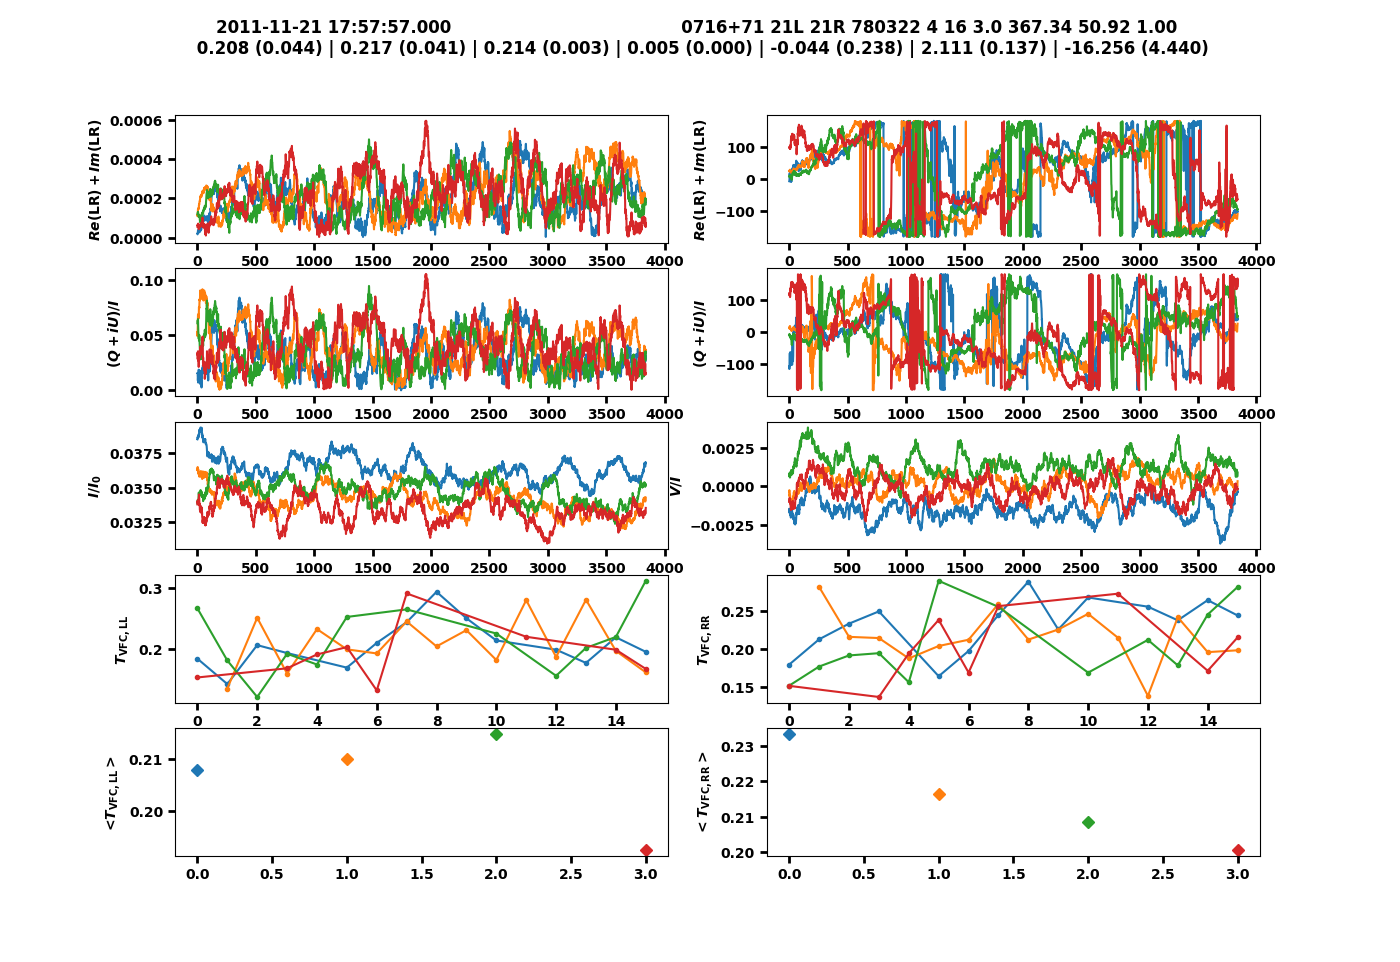 2011-11-21 17:57:57.000 0716+71 21L 21R 780322 4 16 3.0 367.34 50.92 1.00
0.208 (0.044) | 0.217 (0.041) | 0.214 (0.003) | 0.005 (0.000) | -0.044 (0.238) | 2.111 (0.137) | -16.256 (4.440)
Re(LR) + Im(LR)
0.0006
0.0004
0.0002
0.0000
0 500 1000 1500 2000 2500 3000 3500 4000
Re(LR) + Im(LR)
100
0
−100
0 500 1000 1500 2000 2500 3000 3500 4000
(Q + iU)/I
0.10
0.05
0.00
0 500 1000 1500 2000 2500 3000 3500 4000
(Q + iU)/I
100
0
−100
0 500 1000 1500 2000 2500 3000 3500 4000
I/I0
0.0375
0.0350
0.0325
0 500 1000 1500 2000 2500 3000 3500 4000
V/I
0.0025
0.0000
−0.0025
0 500 1000 1500 2000 2500 3000 3500 4000
TVFC, LL
0.3
0.2
0 2 4 6 8 10 12 14
TVFC, RR
0.25
0.20
0.15
0 2 4 6 8 10 12 14
<TVFC, LL >
0.21
0.20
0.0 0.5 1.0 1.5 2.0 2.5 3.0
< TVFC, RR >
0.23
0.22
0.21
0.20
0.0 0.5 1.0 1.5 2.0 2.5 3.0